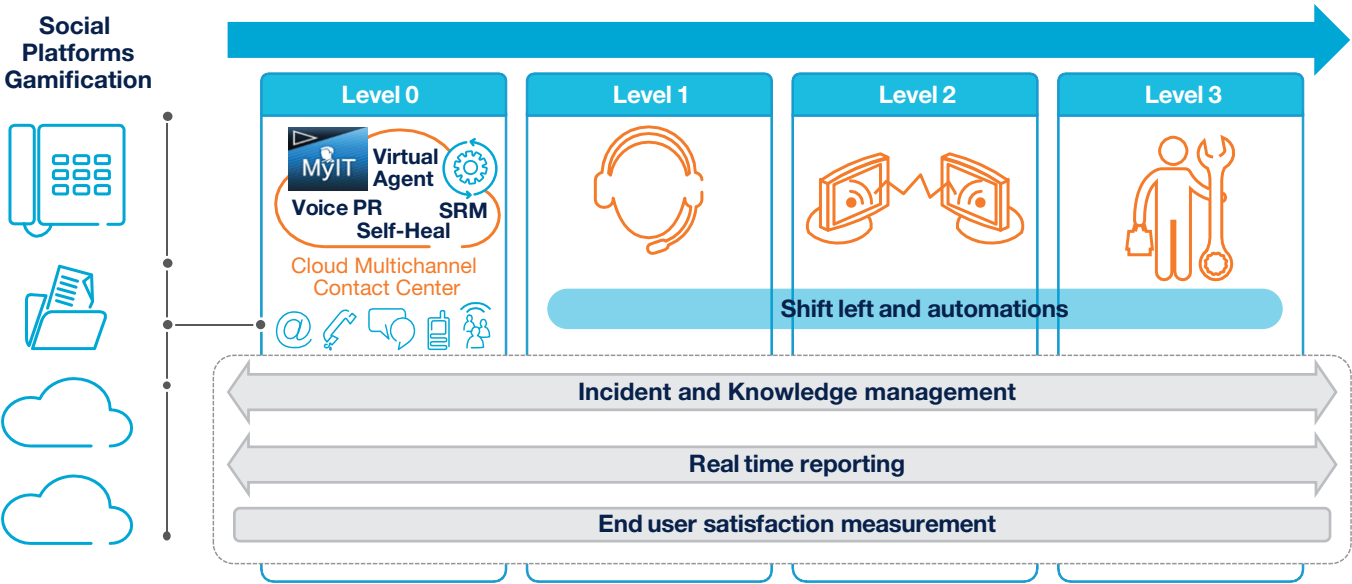 Social
Platforms
Gamification
Level 0
Level 1
Level 2
Level 3
MyIT
Virtual
Agent
Voice PR
SRM
Self-Heal
Cloud Multichannel
Contact Center
@
Shift left and automations
Incident and Knowledge management
Real time reporting
End user satisfaction measurement